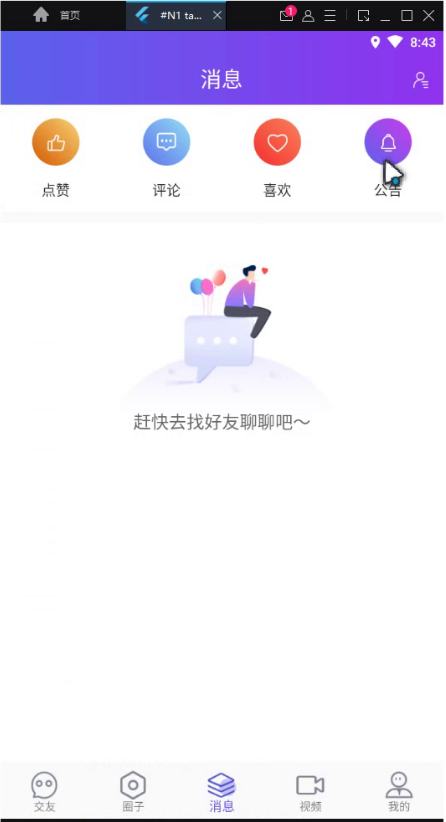 首页
#N1 ta...
1
8:43
消息
点赞 评论 喜欢 公告
赶快去找好友聊聊吧～
交友 圈子 消息 视频 我的